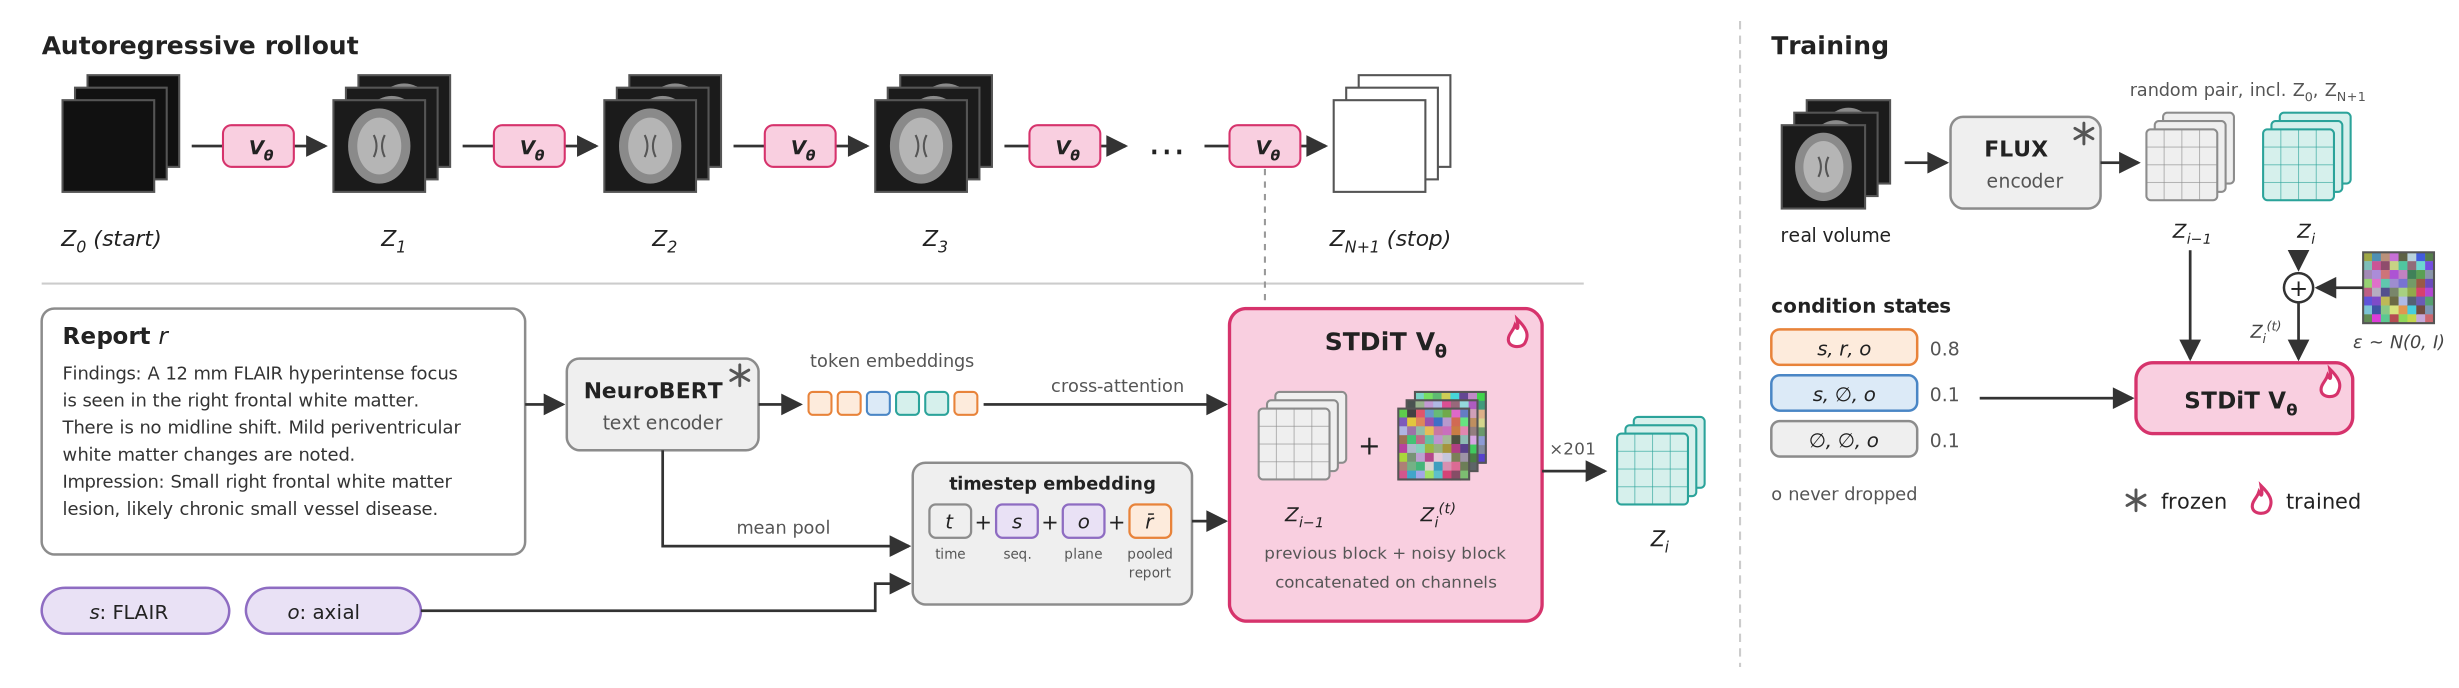 Autoregressive rollout
Vθ
Vθ
Vθ
Vθ
...
Vθ
Z0 (start)
Z1
Z2
Z3
ZN+1 (stop)
Report r
Findings: A 12 mm FLAIR hyperintense focus
is seen in the right frontal white matter.
There is no midline shift. Mild periventricular
white matter changes are noted.
Impression: Small right frontal white matter
lesion, likely chronic small vessel disease.
s: FLAIR
o: axial
NeuroBERT
text encoder
token embeddings
cross-attention
mean pool
timestep embedding
t + s + o + r̄
time seq. plane pooled
report
STDiT Vθ
+
Zi−1 Zi(t)
previous block + noisy block
concatenated on channels
×201
Zi
Training
real volume
FLUX
encoder
random pair, incl. Z0, ZN+1
Zi−1
Zi
+
Zi(t)
ε ~ N(0, I)
condition states
s, r, o 0.8
s, ∅, o 0.1
∅, ∅, o 0.1
o never dropped
STDiT Vθ
frozen
trained